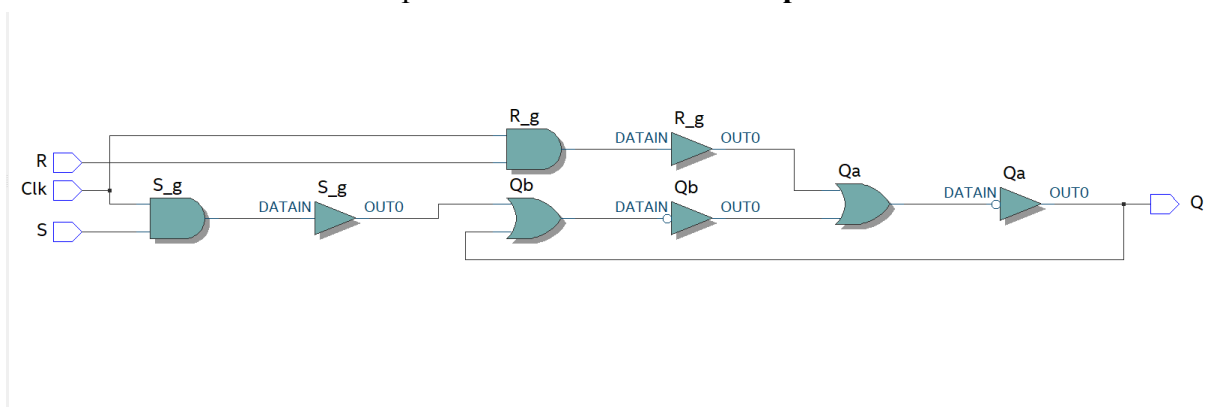 p p
R_g R_g
DATAIN OUT0
R
Qa Qa
Clk S_g S_g Qb Qb
DATAIN OUT0 DATAIN OUT0 DATAIN OUT0 Q
S